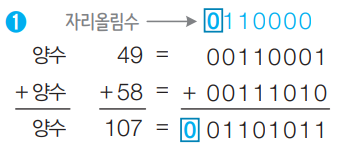 ❶ 자리올림수 → 0110000
양수 49 = 00110001
+ 양수 + 58 = + 00111010
양수 107 = 0 01101011